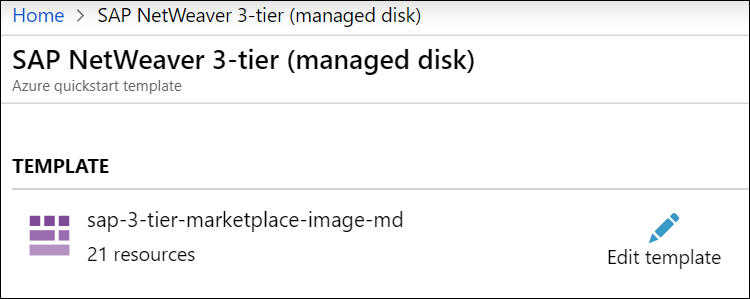 Home > SAP NetWeaver 3-tier (managed disk)
SAP NetWeaver 3-tier (managed disk)
Azure quickstart template
TEMPLATE
sap-3-tier-marketplace-image-md
21 resources
Edit template